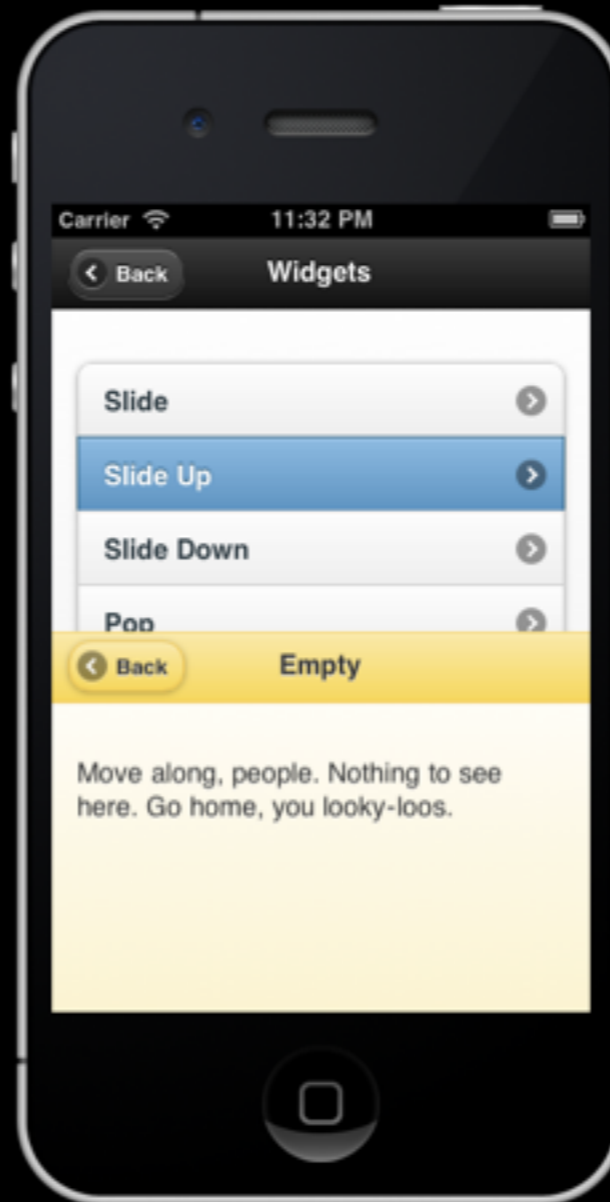 Carrier 11:32 PM
Back Widgets
Slide
Slide Up
Slide Down
Pop
Back Empty
Move along, people. Nothing to see
here. Go home, you looky-loos.